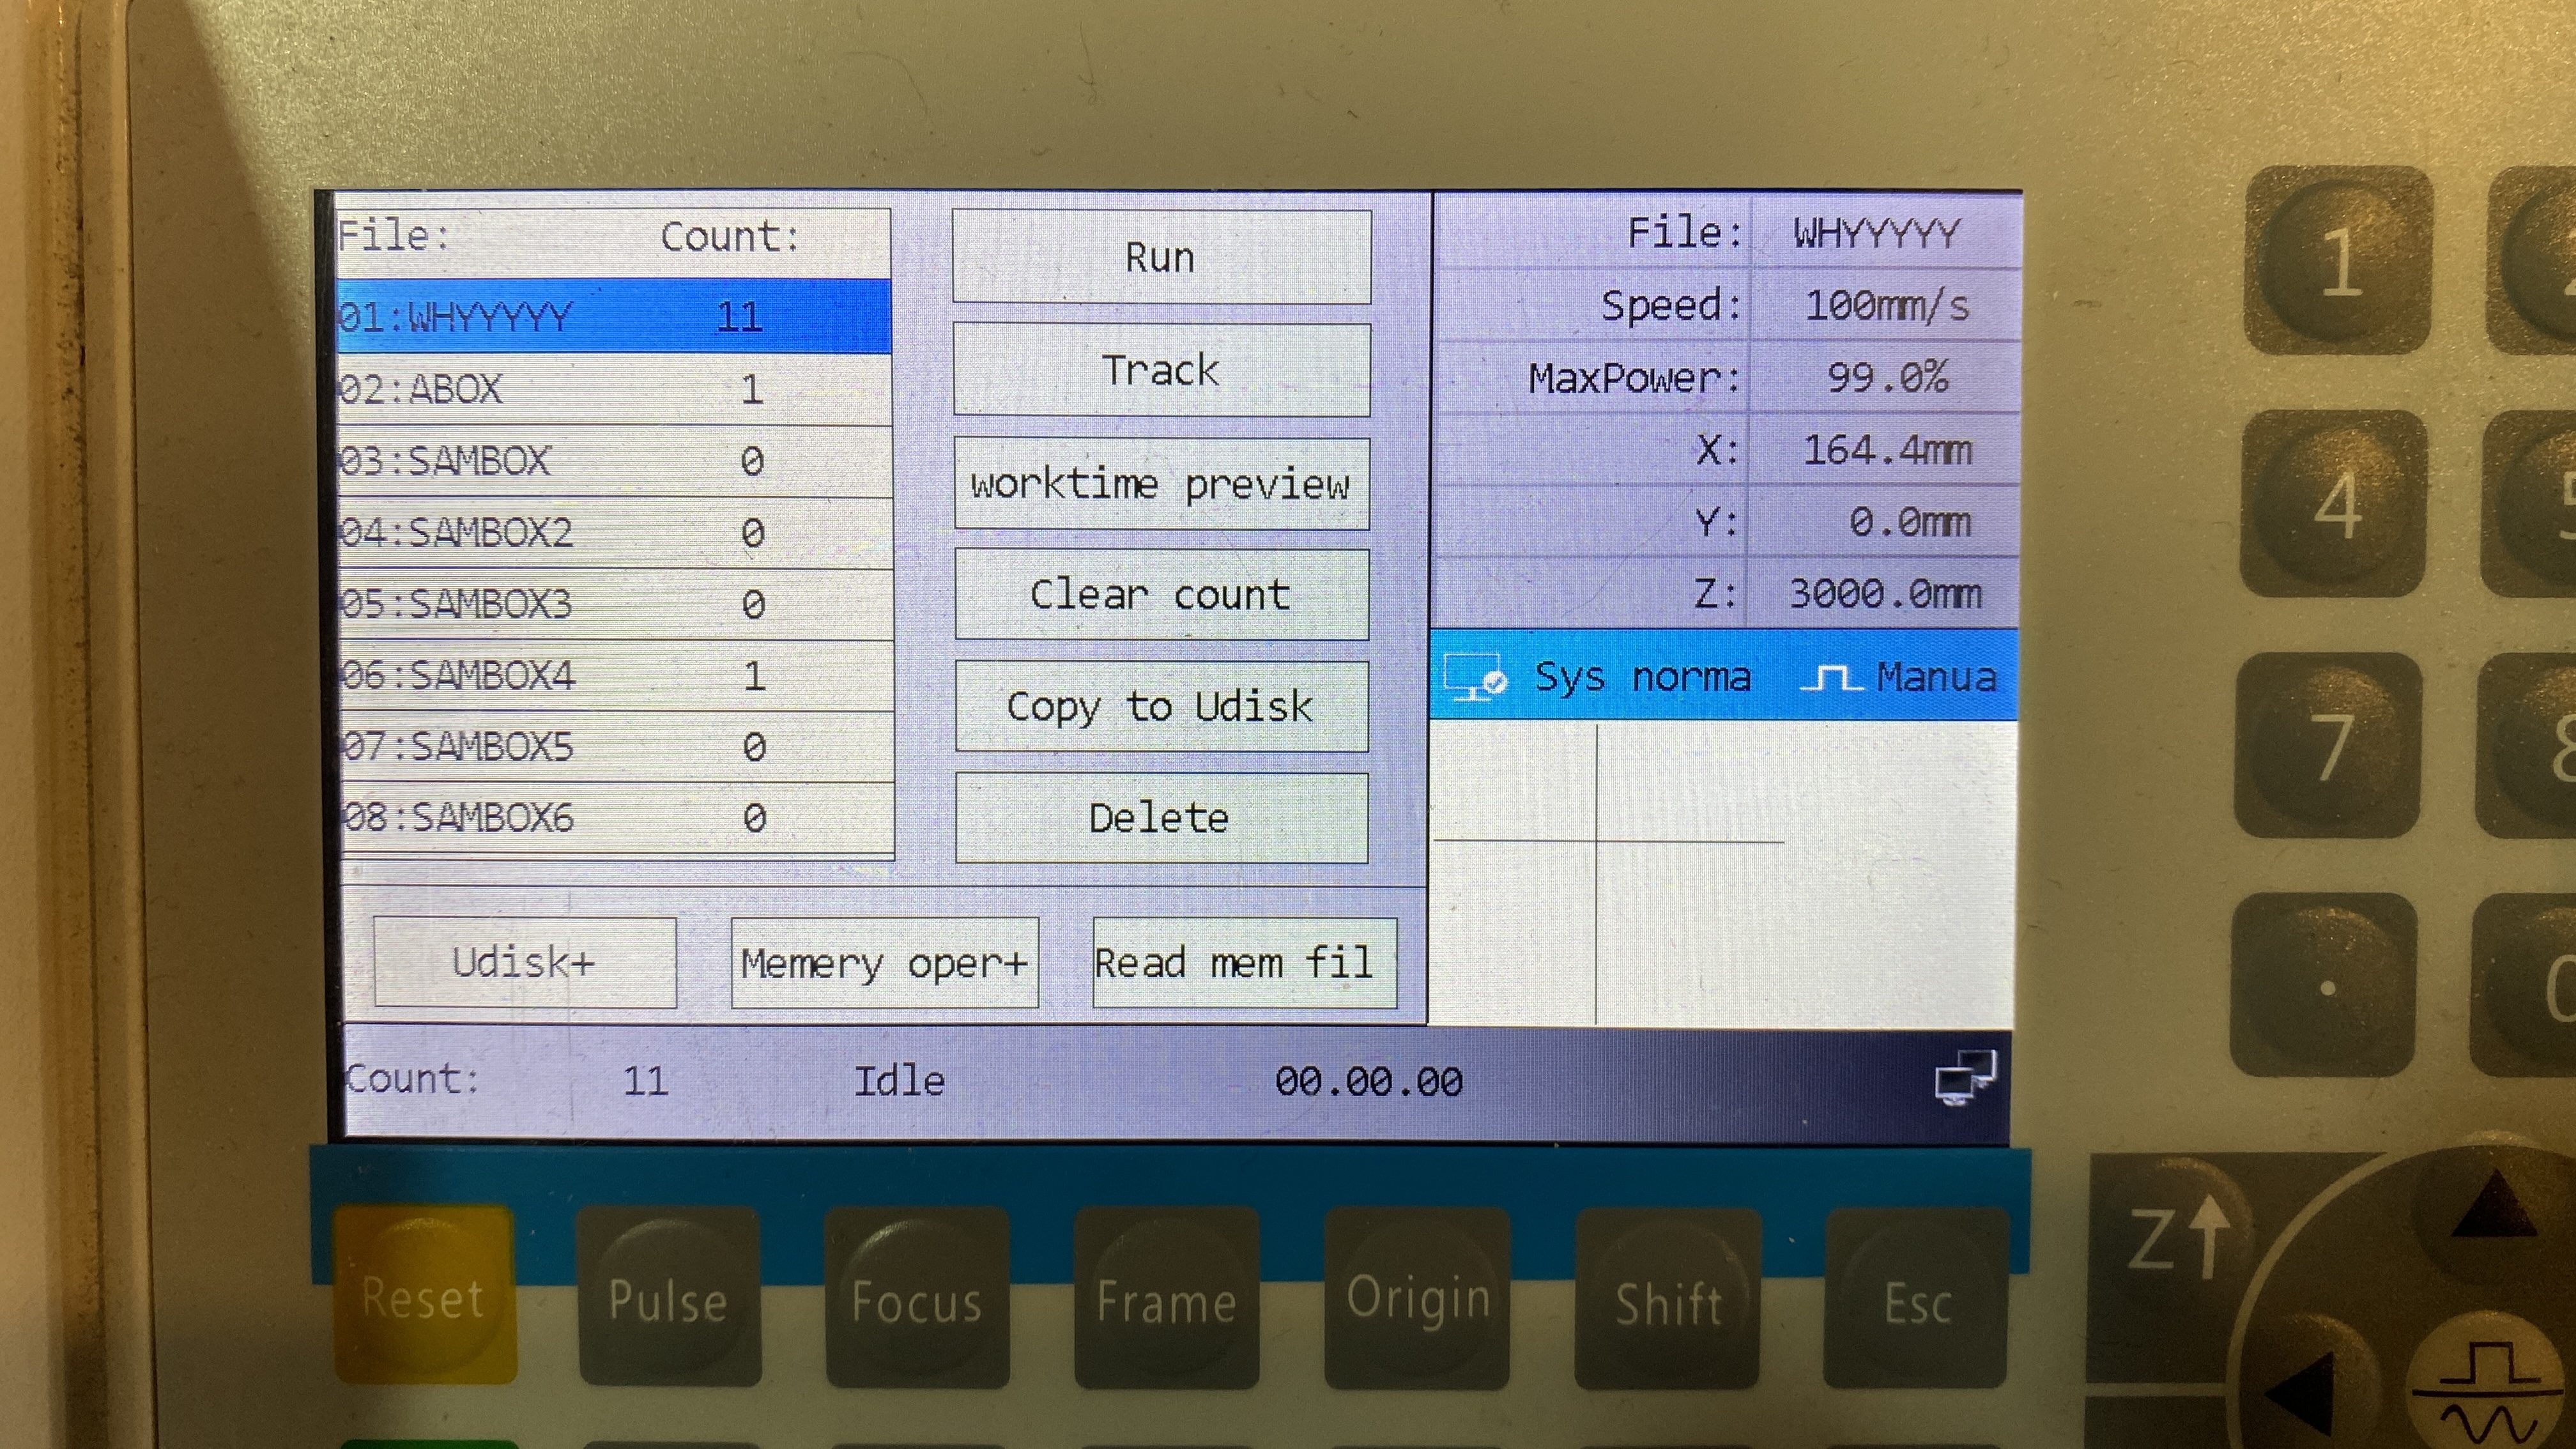 File: Count:
01:WHYYYYY 11
02:ABOX 1
03:SAMBOX 0
04:SAMBOX2 0
05:SAMBOX3 0
06:SAMBOX4 1
07:SAMBOX5 0
08:SAMBOX6 0
Run
Track
worktime preview
Clear count
Copy to Udisk
Delete
Udisk+ Memery oper+ Read mem fil
File: WHYYYYY
Speed: 100mm/s
MaxPower: 99.0%
X: 164.4mm
Y: 0.0mm
Z: 3000.0mm
Sys norma Manua
Count: 11 Idle 00.00.00
Reset Pulse Focus Frame Origin Shift Esc
1
4
7 8
. 0
Z↑